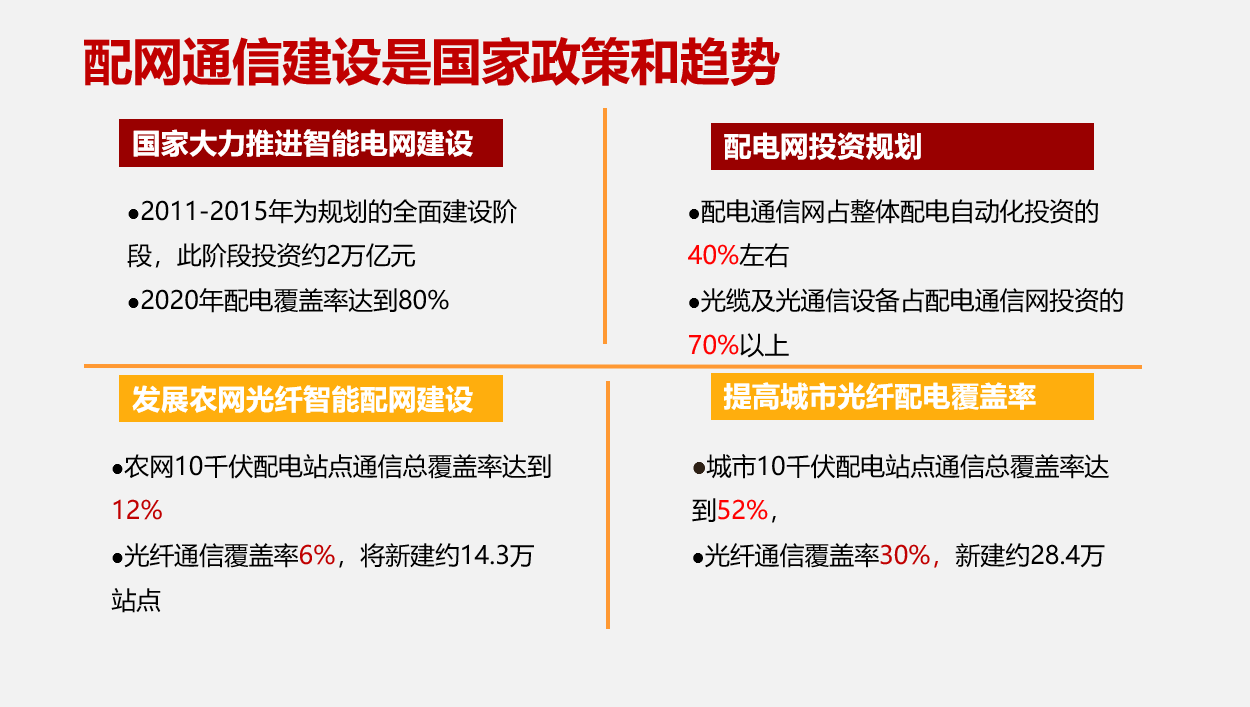 配网通信建设是国家政策和趋势
国家大力推进智能电网建设
●2011-2015年为规划的全面建设阶
段，此阶段投资约2万亿元
●2020年配电覆盖率达到80%
配电网投资规划
●配电通信网占整体配电自动化投资的
40%左右
●光缆及光通信设备占配电通信网投资的
70%以上
发展农网光纤智能配网建设
●农网10千伏配电站点通信总覆盖率达到
12%
●光纤通信覆盖率6%，将新建约14.3万
站点
提高城市光纤配电覆盖率
●城市10千伏配电站点通信总覆盖率达
到52%，
●光纤通信覆盖率30%，新建约28.4万